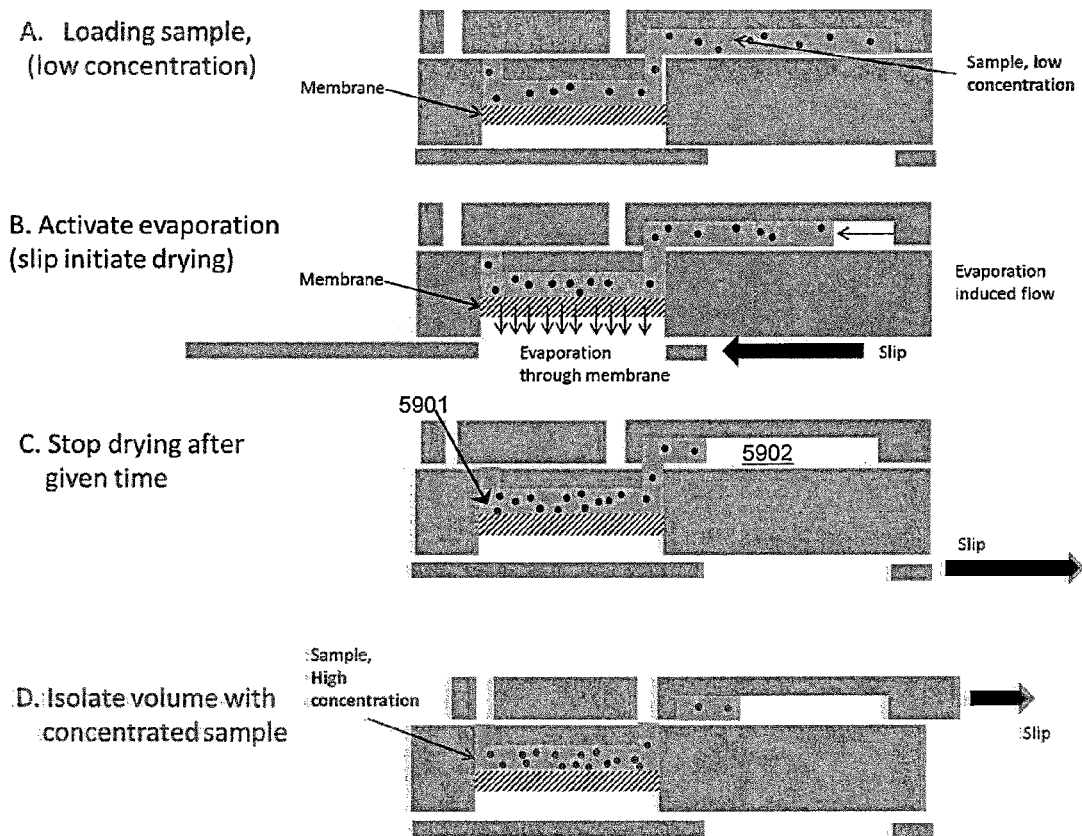 A. Loading sample,
(low concentration)
Membrane
Sample, low
concentration
B. Activate evaporation
(slip initiate drying)
Membrane
Evaporation
induced flow
Evaporation
through membrane
Slip
5901
C. Stop drying after
given time
5902
Slip
Sample,
High
concentration
D. Isolate volume with
concentrated sample
Slip